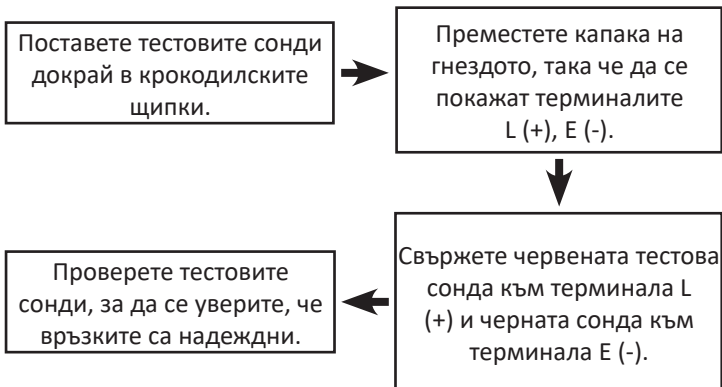 Поставете тестовите сонди
докрай в крокодилските
щипки.
Преместете капака на
гнездото, така че да се
покажат терминалите
L (+), E (-).
Свържете червената тестова
сонда към терминала L
(+) и черната сонда към
терминала E (-).
Проверете тестовите
сонди, за да се уверите, че
връзките са надеждни.